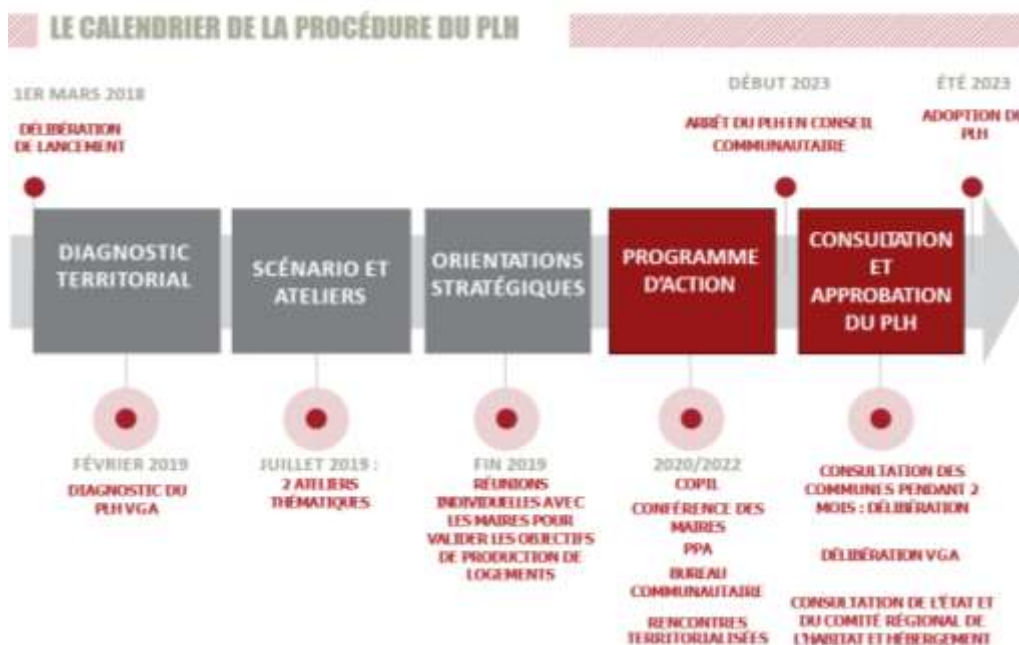 LE CALENDRIER DE LA PROCÉDURE DU PLH
1ER MARS 2018
DÉLIBÉRATION
DE LANCEMENT
DÉBUT 2023
ARRÊT DU PLH EN CONSEIL
COMMUNAUTAIRE
ÉTÉ 2023
ADOPTION DE
PLH
DIAGNOSTIC
TERRITORIAL
SCÉNARIO ET
ATELIERS
ORIENTATIONS
STRATÉGIQUES
PROGRAMME
D'ACTION
CONSULTATION
ET
APPROBATION
DU PLH
FÉVRIER 2019
DIAGNOSTIC DU
PLH VGA
JUILLET 2019 :
2 ATELIERS
THÉMATIQUES
FIN 2019
RÉUNIONS
INDIVIDUELLES AVEC
LES MAIRES POUR
VALIDER LES OBJECTIFS
DE PRODUCTION DE
LOGEMENTS
2020/2022
COPIL
CONFÉRENCE DES
MAIRES
PPA
BUREAU
COMMUNAUTAIRE
RENCONTRES
TERRITORIALISÉES
CONSULTATION DES
COMMUNES PENDANT 2
MOIS : DÉLIBÉRATION
DÉLIBÉRATION VGA
CONSULTATION DE L'ÉTAT ET
DU COMITÉ RÉGIONAL DE
L'HABITAT ET HÉBERGEMENT